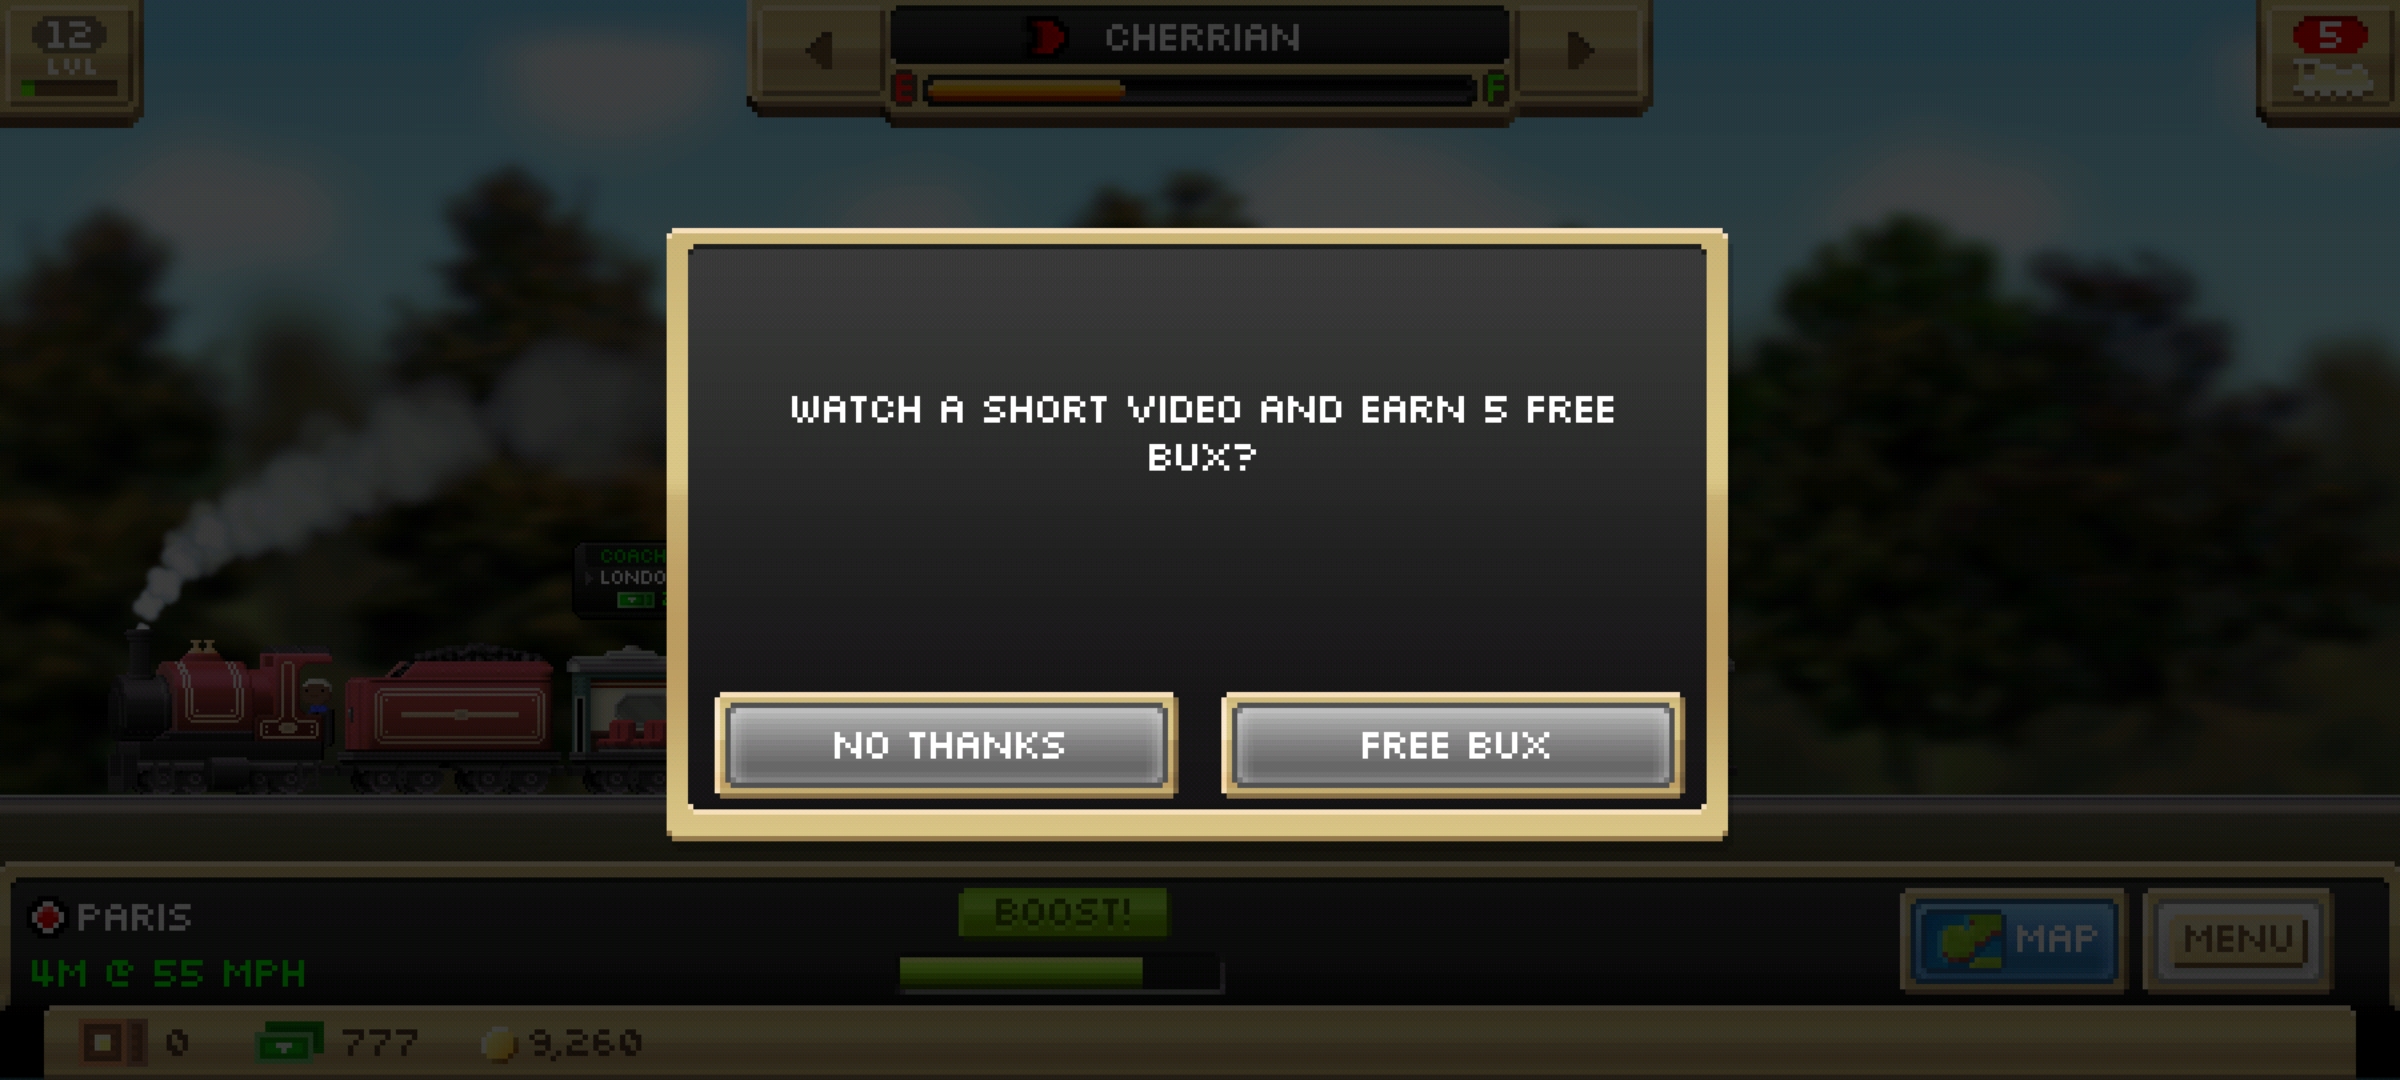 12
LVL
CHERRIAN
E
F
5
WATCH A SHORT VIDEO AND EARN 5 FREE
BUX?
COACH
LONDO
NO THANKS
FREE BUX
PARIS
4M @ 55 MPH
BOOST!
MAP
MENU
0
777
9,260